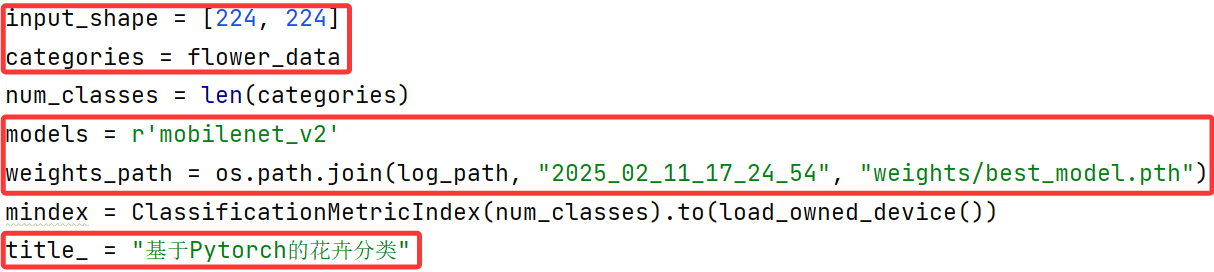 input_shape = [224, 224]
categories = flower_data
num_classes = len(categories)
models = r'mobilenet_v2'
weights_path = os.path.join(log_path, "2025_02_11_17_24_54", "weights/best_model.pth")
mindex = ClassificationMetricIndex(num_classes).to(load_owned_device())
title_ = "基于Pytorch的花卉分类"